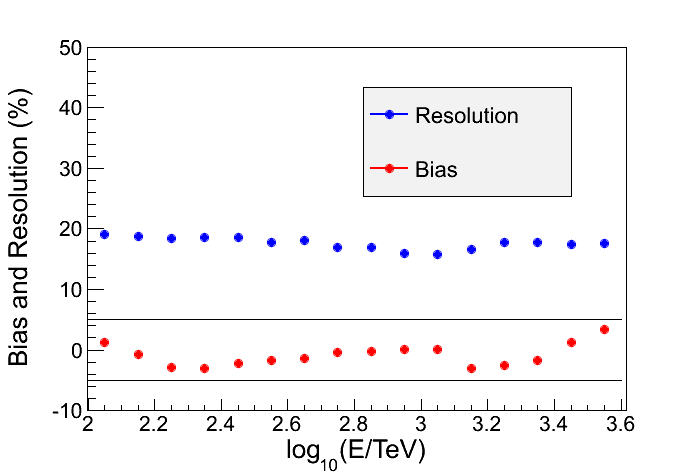 Bias and Resolution (%)
50
40
30
20
10
0
-10
Resolution
Bias
2 2.2 2.4 2.6 2.8 3 3.2 3.4 3.6
log10(E/TeV)